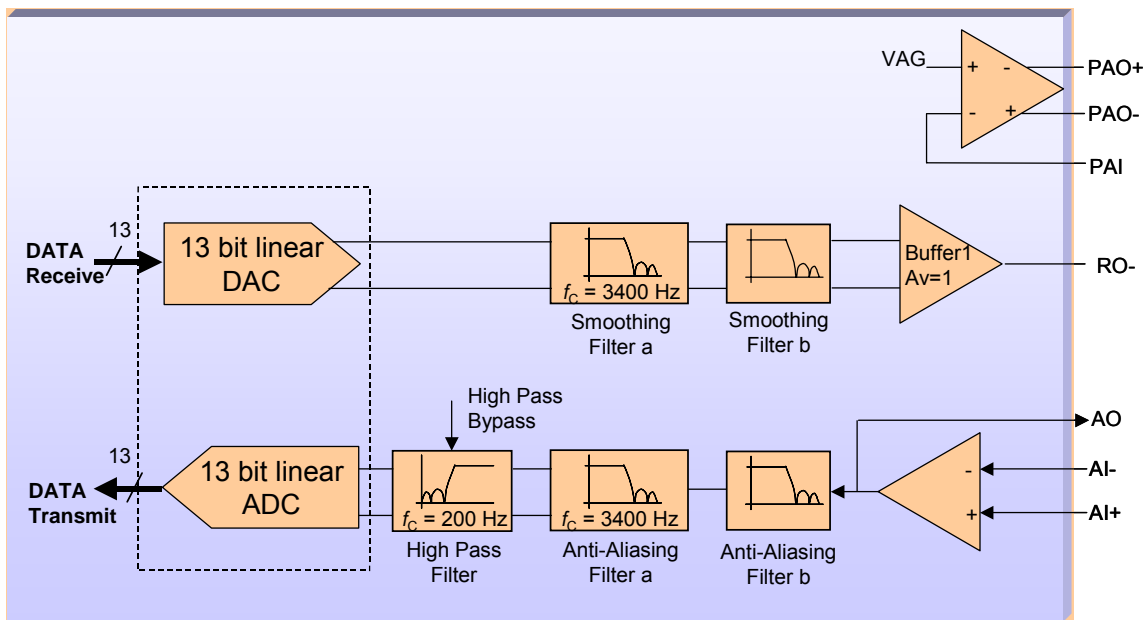 VAG
+
-
PAO+
-
+
PAO-
PAI
13
DATA
Receive
13 bit linear
DAC
fC = 3400 Hz
Smoothing
Filter a
Smoothing
Filter b
Buffer1
Av=1
RO-
High Pass
Bypass
AO
13
DATA
Transmit
13 bit linear
ADC
fC = 200 Hz
High Pass
Filter
fC = 3400 Hz
Anti-Aliasing
Filter a
Anti-Aliasing
Filter b
-
+
AI-
AI+